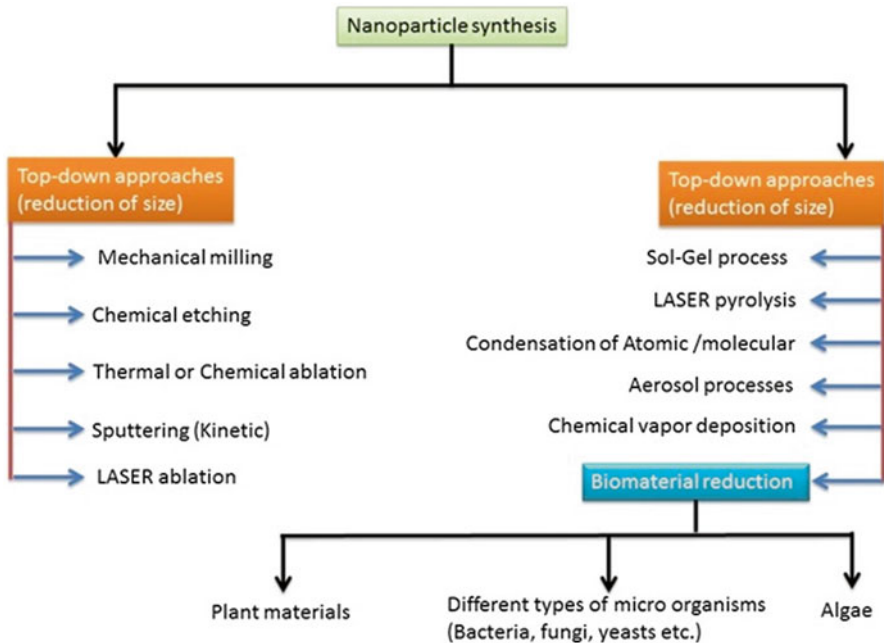 Nanoparticle synthesis
Top-down approaches
(reduction of size)
Mechanical milling
Chemical etching
Thermal or Chemical ablation
Sputtering (Kinetic)
LASER ablation
Top-down approaches
(reduction of size)
Sol-Gel process
LASER pyrolysis
Condensation of Atomic /molecular
Aerosol processes
Chemical vapor deposition
Biomaterial reduction
Plant materials
Different types of micro organisms
(Bacteria, fungi, yeasts etc.)
Algae